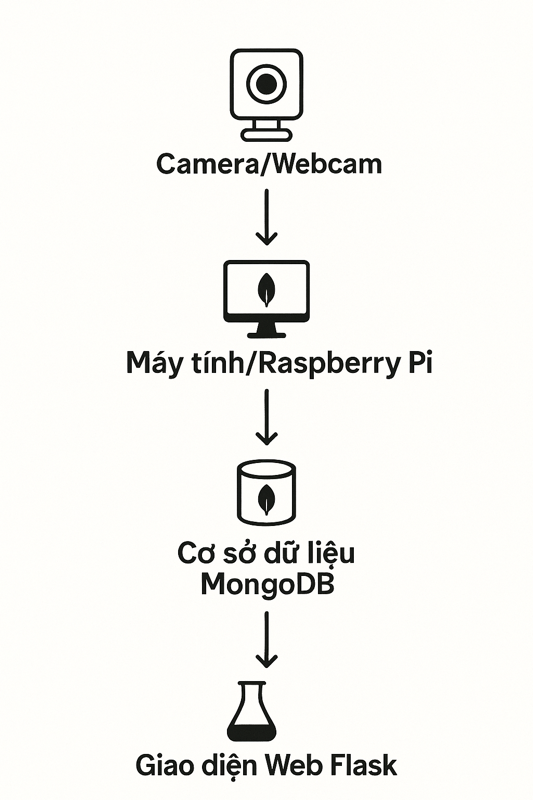 Camera/Webcam
Máy tính/Raspberry Pi
Cơ sở dữ liệu
MongoDB
Giao diện Web Flask